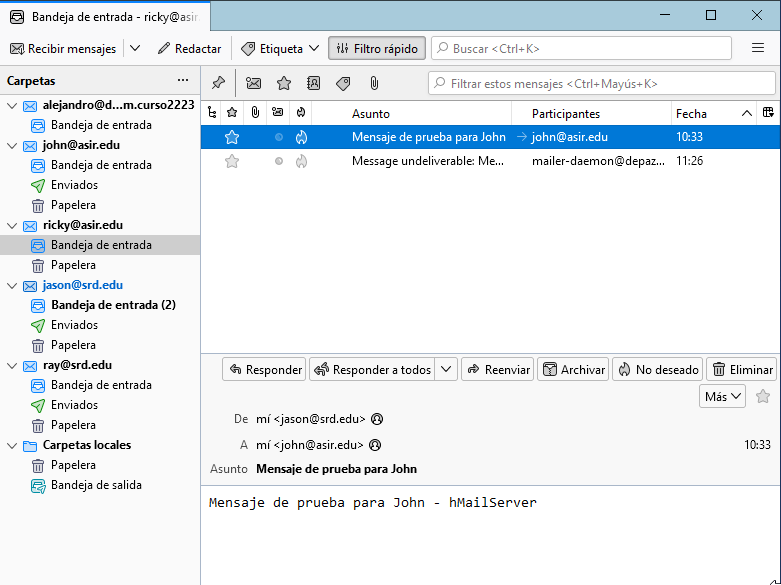 Bandeja de entrada - ricky@asir.
Recibir mensajes
Redactar
Etiqueta
Filtro rápido
Buscar <Ctrl+K>
Carpetas
Filtrar estos mensajes <Ctrl+Mayús+K>
alejandro@d...m.curso2223
Bandeja de entrada
john@asir.edu
Bandeja de entrada
Enviados
Papelera
ricky@asir.edu
Bandeja de entrada
Papelera
jason@srd.edu
Bandeja de entrada (2)
Enviados
Papelera
ray@srd.edu
Bandeja de entrada
Enviados
Papelera
Carpetas locales
Papelera
Bandeja de salida
Asunto Participantes Fecha
Mensaje de prueba para John john@asir.edu 10:33
Message undeliverable: Me... mailer-daemon@depaz... 11:26
Responder Responder a todos Reenviar Archivar No deseado Eliminar
Más
De mí <jason@srd.edu>
A mí <john@asir.edu> 10:33
Asunto Mensaje de prueba para John
Mensaje de prueba para John - hMailServer